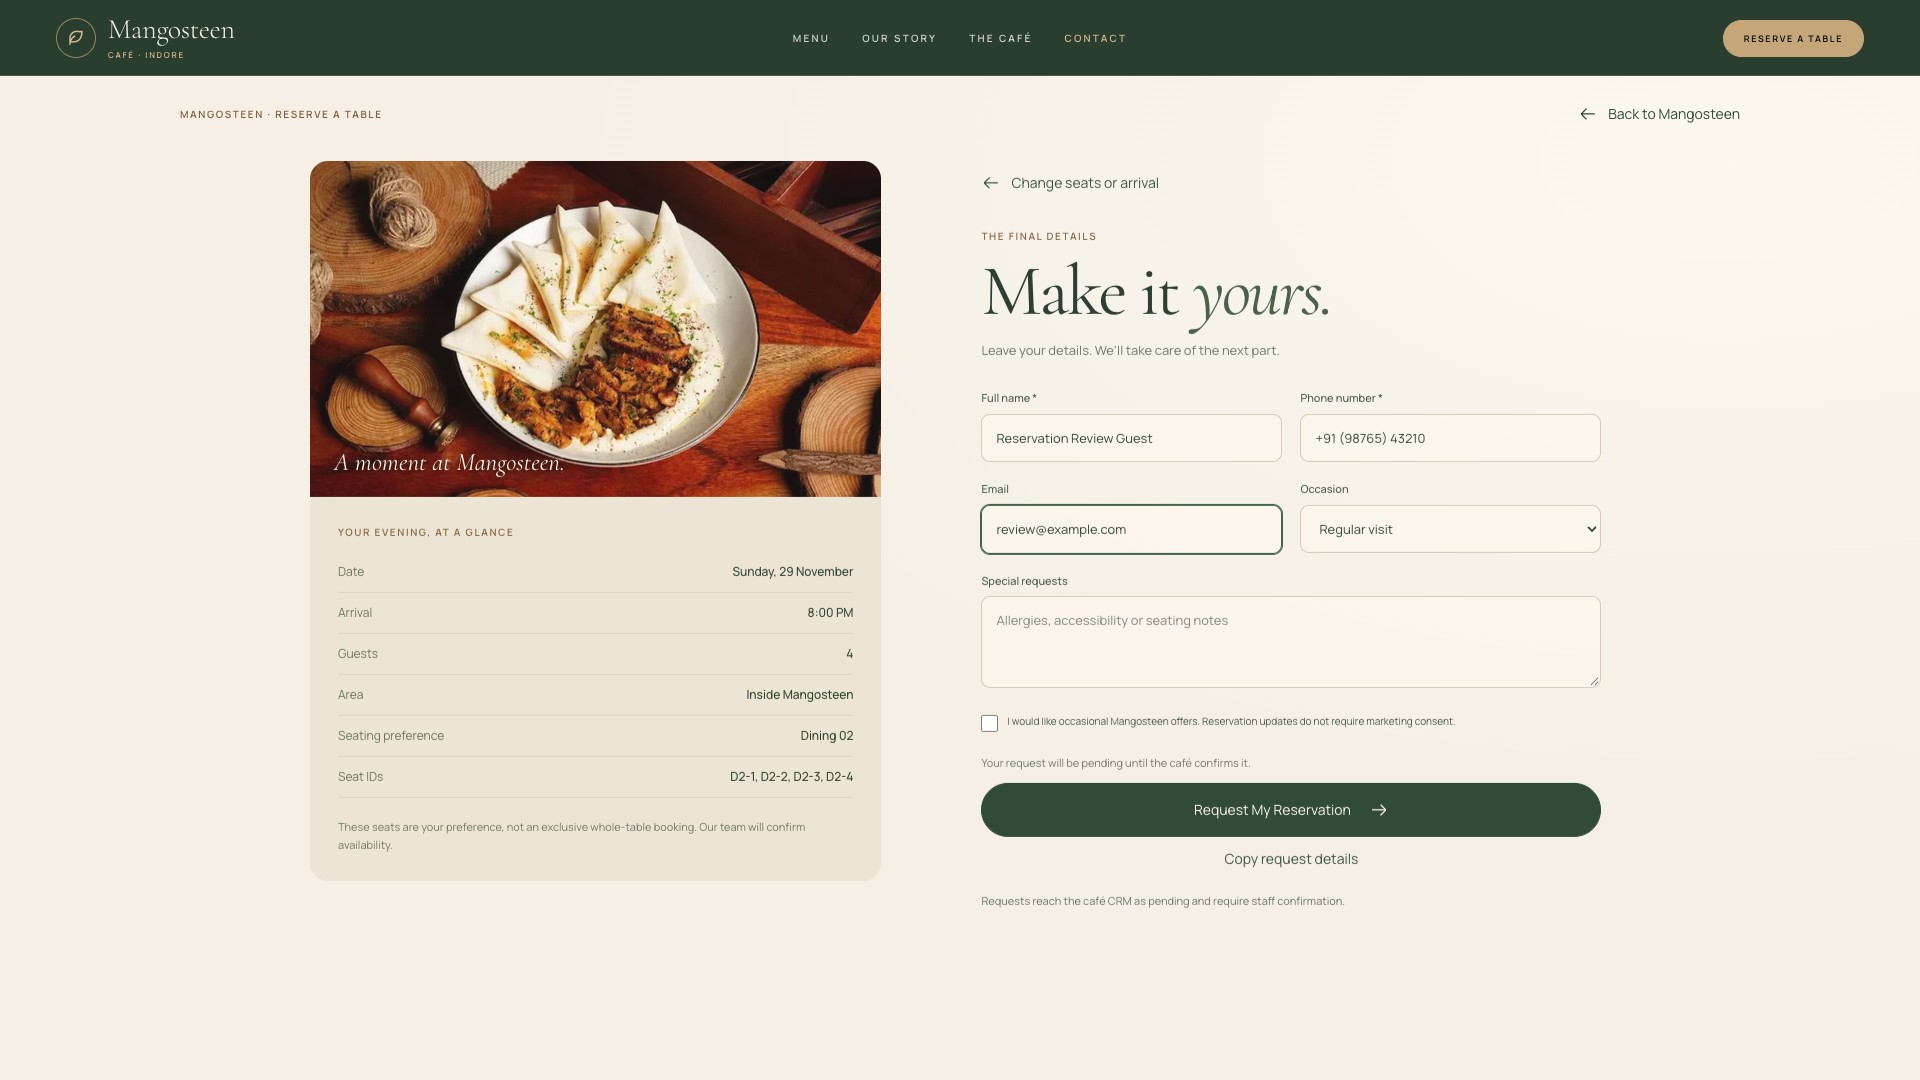 Mangosteen
CAFÉ · INDORE
MENU
OUR STORY
THE CAFÉ
CONTACT
RESERVE A TABLE
MANGOSTEEN · RESERVE A TABLE
Back to Mangosteen
A moment at Mangosteen.
YOUR EVENING, AT A GLANCE
Date Sunday, 29 November
Arrival 8:00 PM
Guests 4
Area Inside Mangosteen
Seating preference Dining 02
Seat IDs D2-1, D2-2, D2-3, D2-4
These seats are your preference, not an exclusive whole-table booking. Our team will confirm
availability.
Change seats or arrival
THE FINAL DETAILS
Make it yours.
Leave your details. We'll take care of the next part.
Full name * Phone number *
Reservation Review Guest +91 (98765) 43210
Email Occasion
review@example.com Regular visit
Special requests
Allergies, accessibility or seating notes
I would like occasional Mangosteen offers. Reservation updates do not require marketing consent.
Your request will be pending until the café confirms it.
Request My Reservation
Copy request details
Requests reach the café CRM as pending and require staff confirmation.